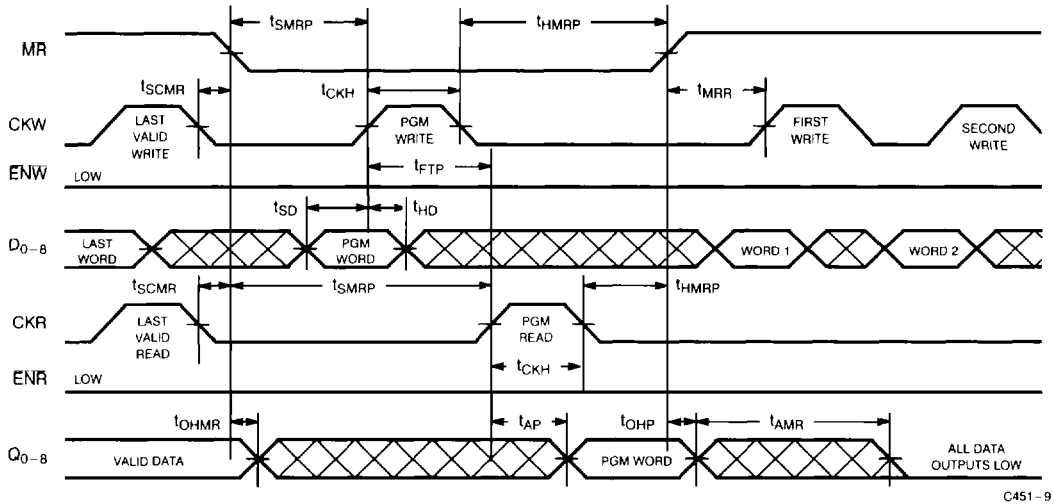 tSMRP tHMRP
MR
tSCMR tCKH tMRR
CKW LAST VALID WRITE PGM WRITE FIRST WRITE SECOND WRITE
tFTP
ENW LOW
tSD tHD
D0-8 LAST WORD PGM WORD WORD 1 WORD 2
tSCMR tSMRP tHMRP
CKR LAST VALID READ PGM READ
tCKH
ENR LOW
tOHMR tAP tOHP tAMR
Q0-8 VALID DATA PGM WORD ALL DATA OUTPUTS LOW
C451-9